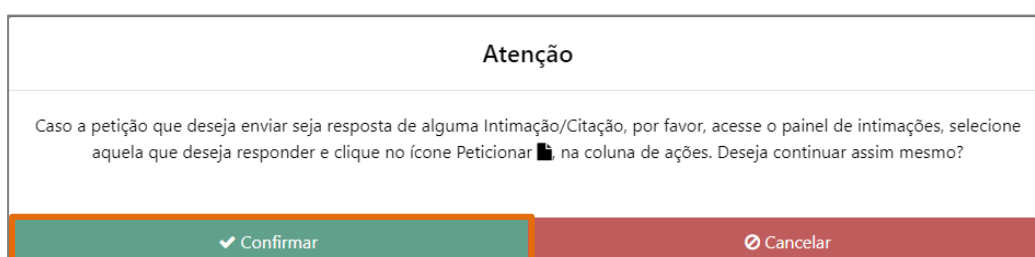 Atenção
Caso a petição que deseja enviar seja resposta de alguma Intimação/Citação, por favor, acesse o painel de intimações, selecione
aquela que deseja responder e clique no ícone Peticionar , na coluna de ações. Deseja continuar assim mesmo?
Confirmar
Cancelar